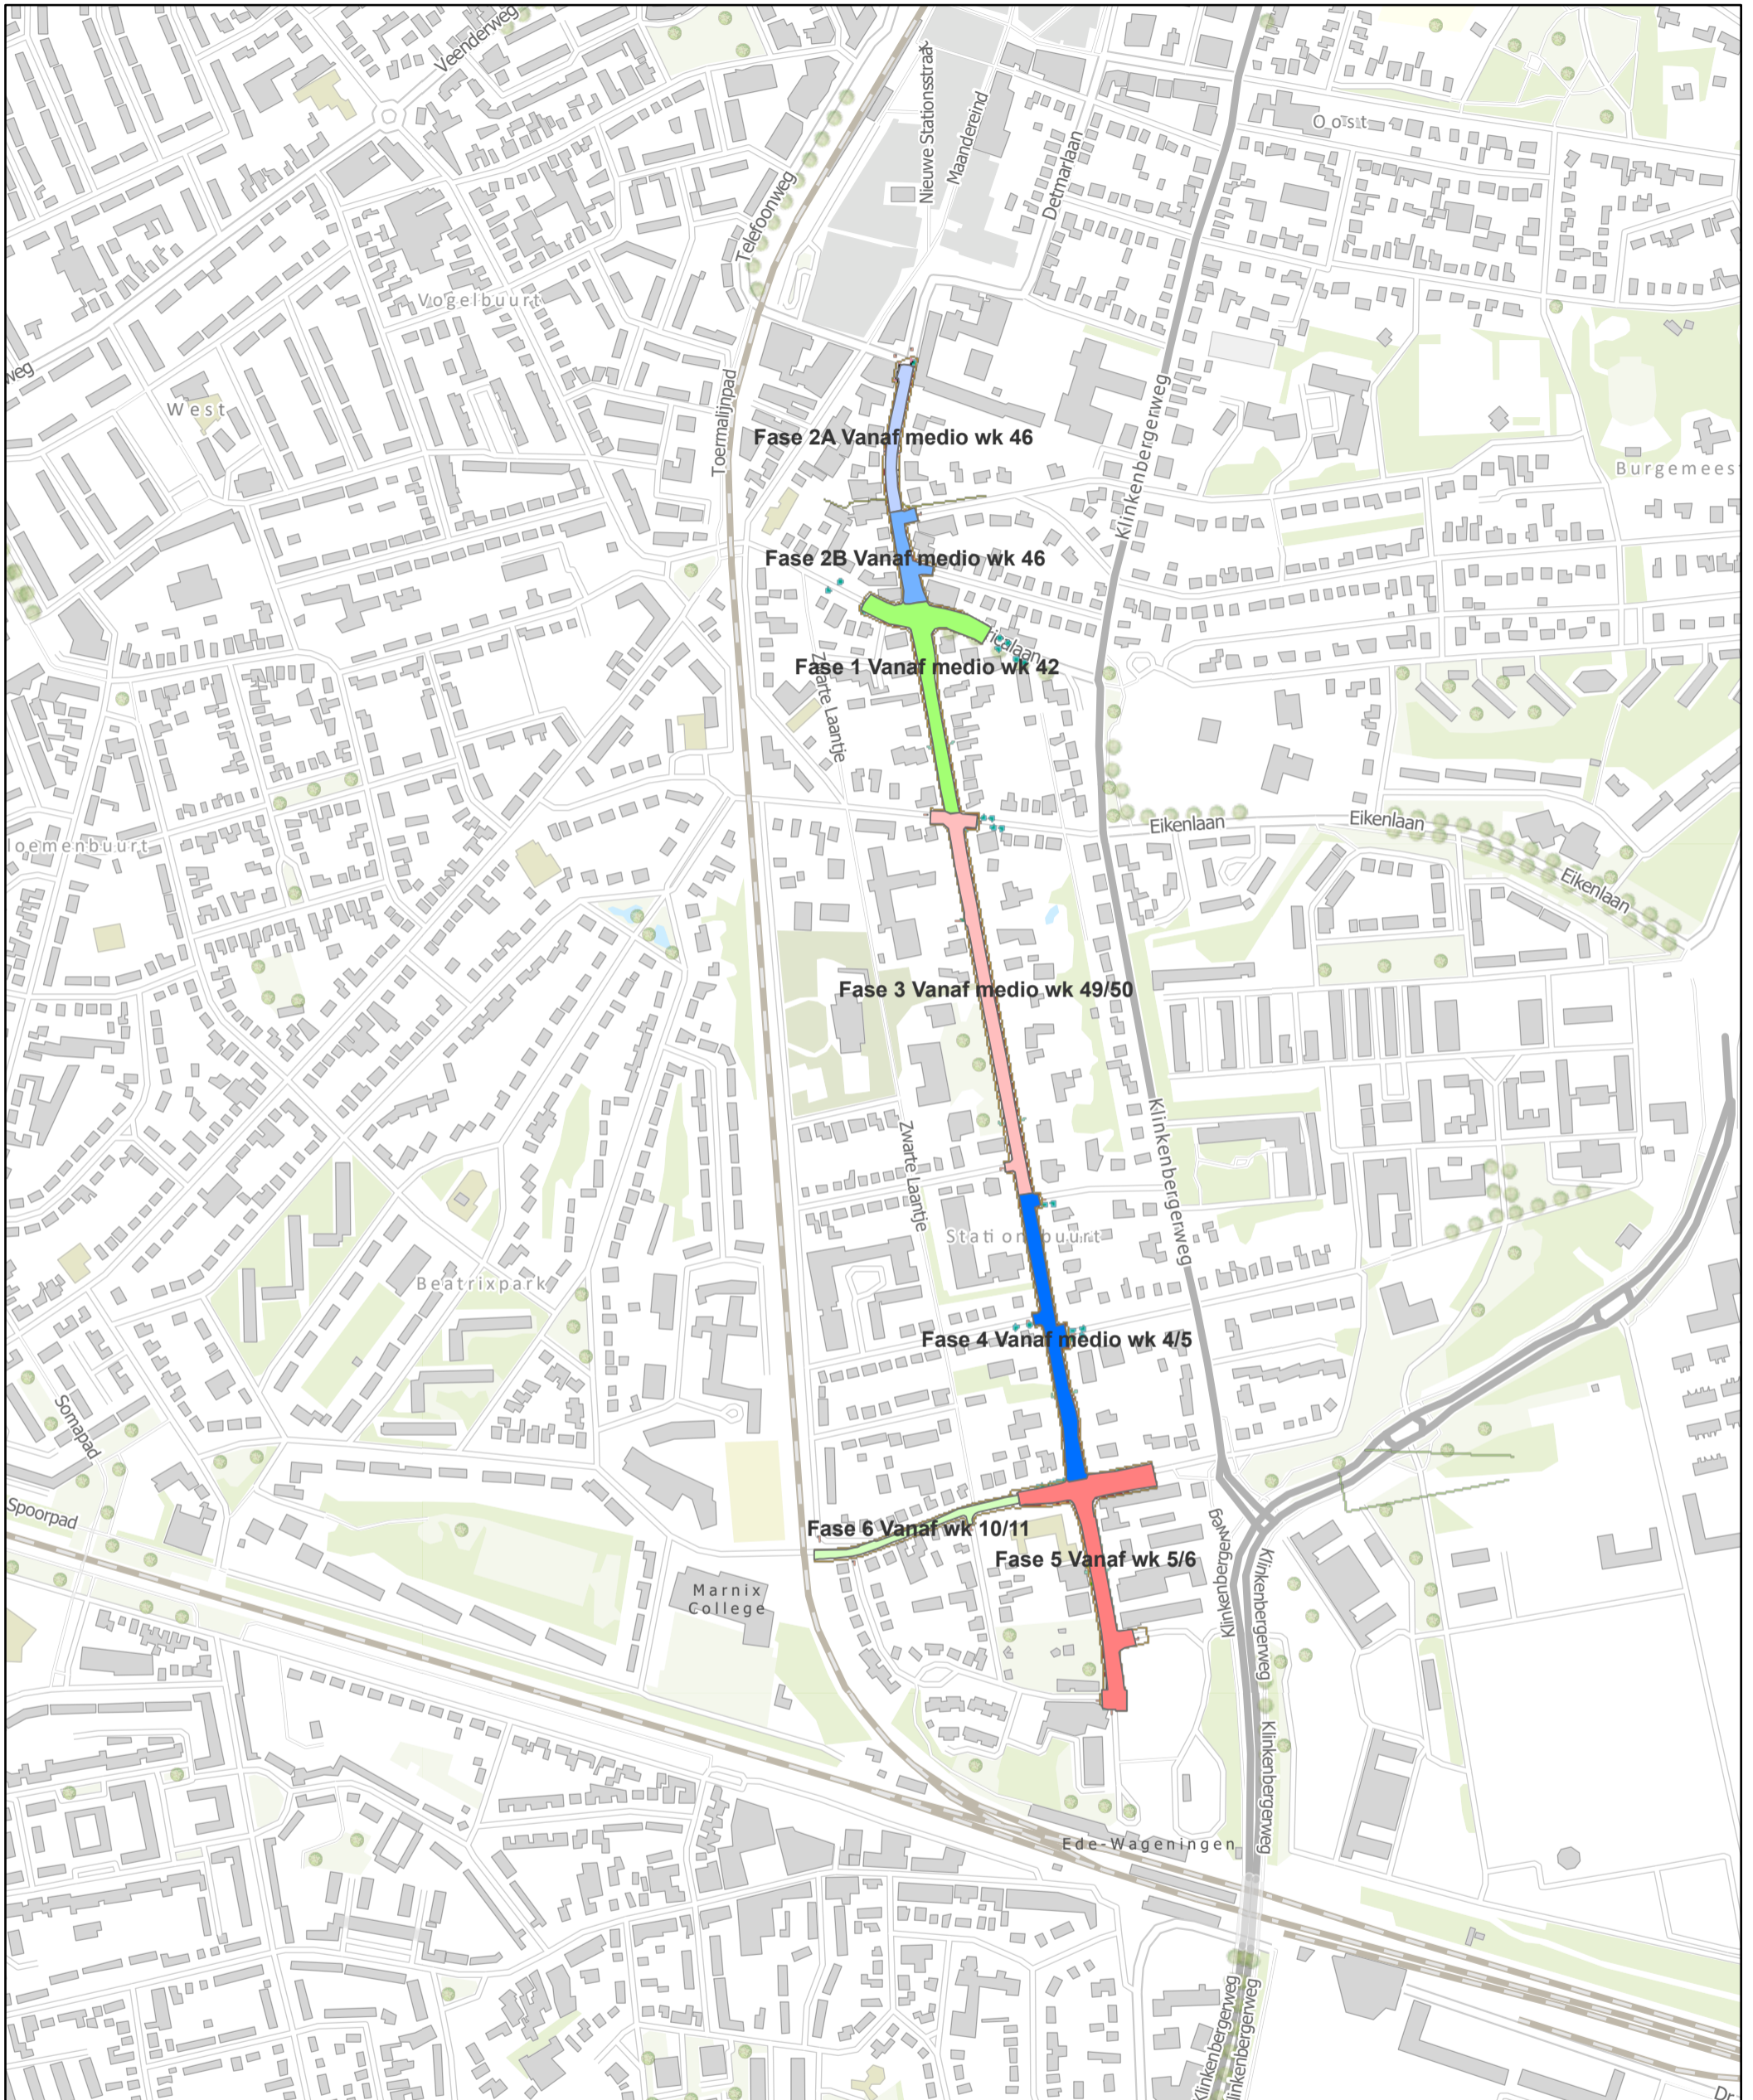 Veenderweg
Nieuwe Stationsstraat
Maandereind
Detmarlaan
Oost
Telefoonweg
Vogelbuurt
weg
West
Toermalijnpad
Klinkenbergerweg
Fase 2A Vanaf medio wk 46
Burgemees
Fase 2B Vanaf medio wk 46
Fase 1 Vanaf medio wk 42
Zwarte Laantje
Eikenlaan
Eikenlaan
Eikenlaan
loemenbuurt
Fase 3 Vanaf medio wk 49/50
Klinkenbergerweg
Zwarte Laantje
Stationsbuurt
Beatrixpark
Fase 4 Vanaf medio wk 4/5
Somapad
Spoorpad
Fase 6 Vanaf wk 10/11
Fase 5 Vanaf wk 5/6
Klinkenbergerweg
Klinkenbergerweg
Marnix
College
Klinkenbergerweg
Ede-Wageningen
Klinkenbergerweg
linkenbergerweg
Dr